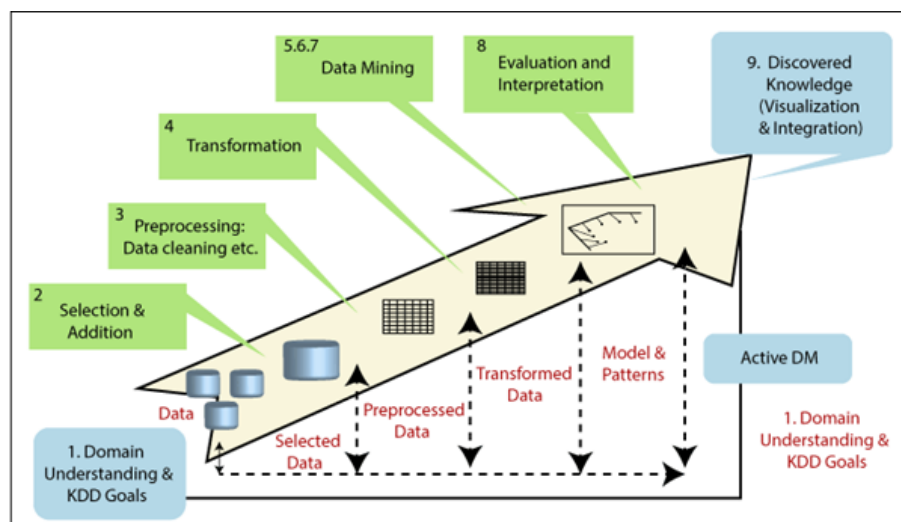 5.6.7
Data Mining
8
Evaluation and
Interpretation
9. Discovered
Knowledge
(Visualization
& Integration)
4
Transformation
3
Preprocessing:
Data cleaning etc.
2
Selection &
Addition
Data
Selected
Data
Preprocessed
Data
Transformed
Data
Model &
Patterns
Active DM
1. Domain
Understanding &
KDD Goals
1. Domain
Understanding &
KDD Goals